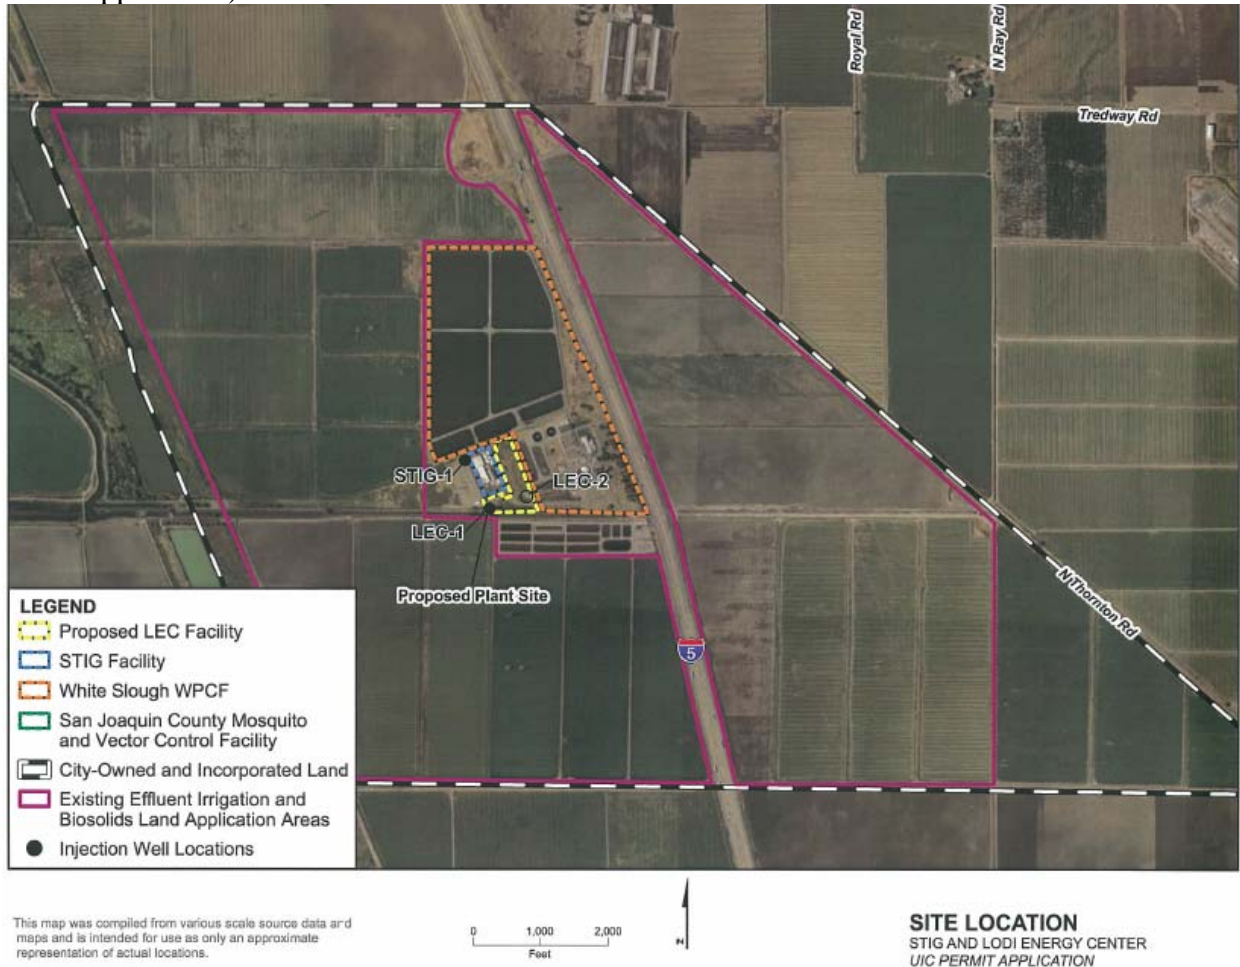 Royal Rd
N Ray Rd
Tredway Rd
STIG-1
LEC-2
LEC-1
Proposed Plant Site
N Thornton Rd
5
LEGEND
Proposed LEC Facility
STIG Facility
White Slough WPCF
San Joaquin County Mosquito
and Vector Control Facility
City-Owned and Incorporated Land
Existing Effluent Irrigation and
Biosolids Land Application Areas
Injection Well Locations
This map was compiled from various scale source data and
maps and is intended for use as only an approximate
representation of actual locations.
0 1,000 2,000
Feet
N
SITE LOCATION
STIG AND LODI ENERGY CENTER
UIC PERMIT APPLICATION